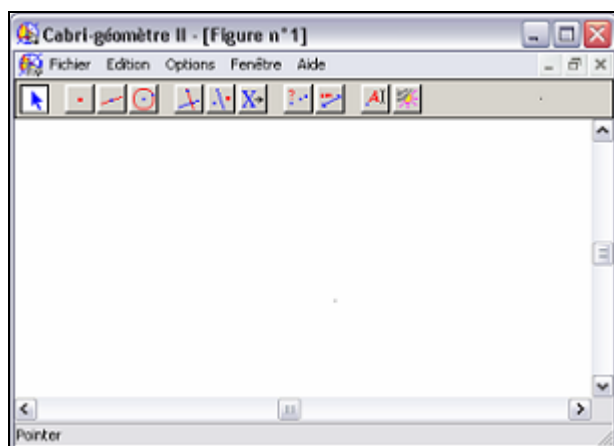 Cabri-géomètre II - [Figure n°1]
Fichier Edition Options Fenêtre Aide
Pointer